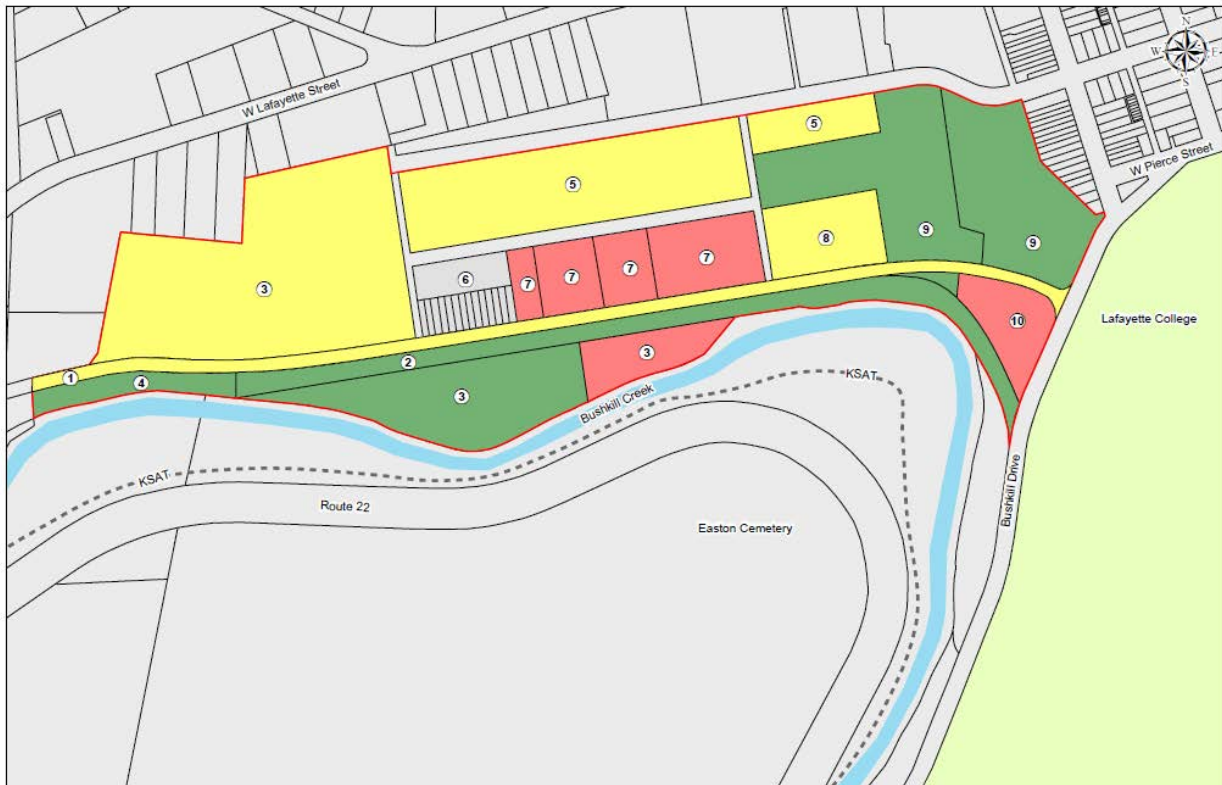 N
W
E
S
W Lafayette Street
W Pierce Street
5
5
3
8
9
9
6
7
7
7
7
10
Lafayette College
1
4
2
3
3
Bushkill Creek
KSAT
KSAT
Route 22
Easton Cemetery
Bushkill Drive